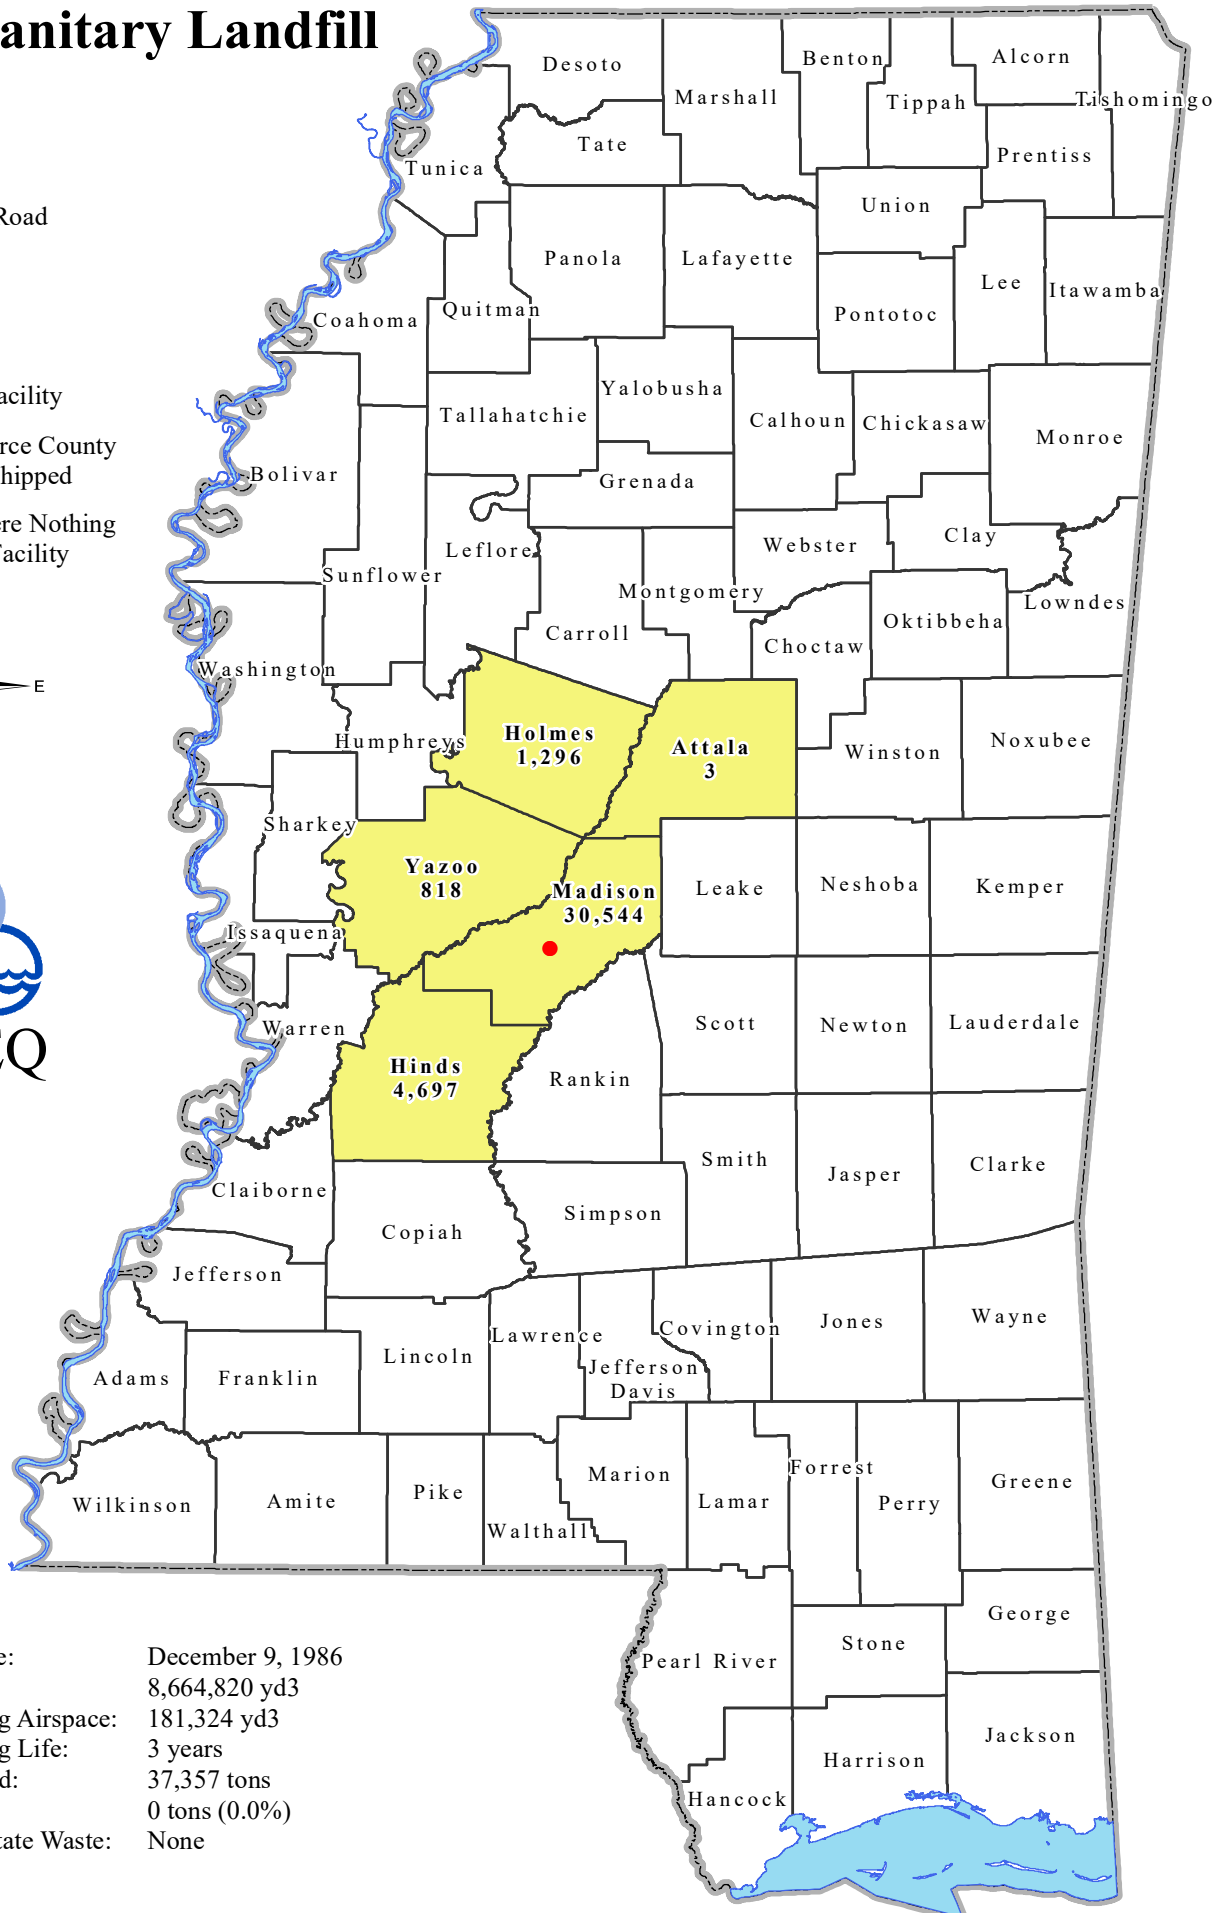 anitary Landfill
Road
acility
rce County
hipped
ere Nothing
Facility
E
CQ
Desoto
Marshall
Benton
Tippah
Alcorn
Tishomingo
Tate
Tunica
Prentiss
Union
Panola
Lafayette
Lee
Itawamba
Quitman
Coahoma
Pontotoc
Yalobusha
Tallahatchie
Calhoun
Chickasaw
Monroe
Bolivar
Grenada
Leflore
Webster
Clay
Sunflower
Montgomery
Lowndes
Carroll
Choctaw
Oktibbeha
Washington
Humphreys
Holmes
1,296
Attala
3
Winston
Noxubee
Sharkey
Yazoo
818
Madison
30,544
Leake
Neshoba
Kemper
Issaquena
Warren
Scott
Newton
Lauderdale
Hinds
4,697
Rankin
Smith
Jasper
Clarke
Claiborne
Copiah
Simpson
Jefferson
Lawrence
Covington
Jones
Wayne
Lincoln
Jefferson
Davis
Adams
Franklin
Marion
Forrest
Greene
Wilkinson
Amite
Pike
Lamar
Perry
Walthall
George
Stone
Pearl River
Jackson
Harrison
Hancock
e: December 9, 1986
8,664,820 yd3
g Airspace: 181,324 yd3
g Life: 3 years
d: 37,357 tons
0 tons (0.0%)
tate Waste: None